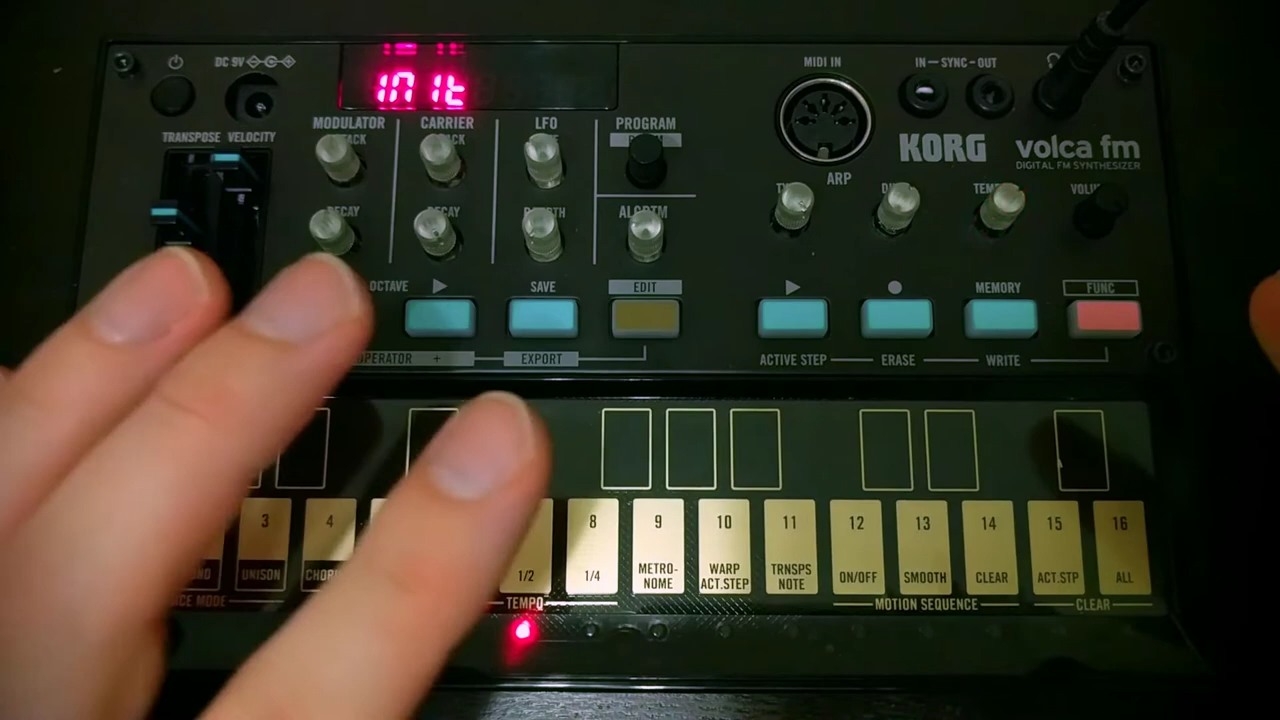 DC 9V
MIDI IN
IN - SYNC - OUT
init
TRANSPOSE VELOCITY
MODULATOR
CARRIER
LFO
PROGRAM
KORG
volca fm
DIGITAL FM SYNTHESIZER
ARP
DECAY
ALGRTM
OCTAVE
SAVE
EDIT
MEMORY
FUNC
OPERATOR +
EXPORT
ACTIVE STEP
ERASE
WRITE
3 4 8 9 10 11 12 13 14 15 16
UNISON
1/2
1/4
METRO-
NOME
WARP
ACT.STEP
TRNSPS
NOTE
ON/OFF
SMOOTH
CLEAR
ACT.STP
ALL
TEMPO
MOTION SEQUENCE
CLEAR